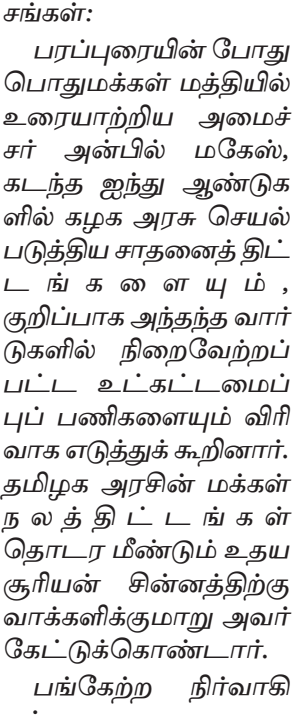 சங்கள்:
பரப்புரையின் போது
பொதுமக்கள் மத்தியில்
உரையாற்றிய அமைச்
சர் அன்பில் மகேஸ்,
கடந்த ஐந்து ஆண்டுக
ளில் கழக அரசு செயல்
படுத்திய சாதனைத் திட்
டங்களையும்,
குறிப்பாக அந்தந்த வார்
டுகளில் நிறைவேற்றப்
பட்ட உட்கட்டமைப்
புப் பணிகளையும் விரி
வாக எடுத்துக் கூறினார்.
தமிழக அரசின் மக்கள்
நலத்திட்டங்கள்
தொடர மீண்டும் உதய
சூரியன் சின்னத்திற்கு
வாக்களிக்குமாறு அவர்
கேட்டுக்கொண்டார்.
பங்கேற்ற நிர்வாகி